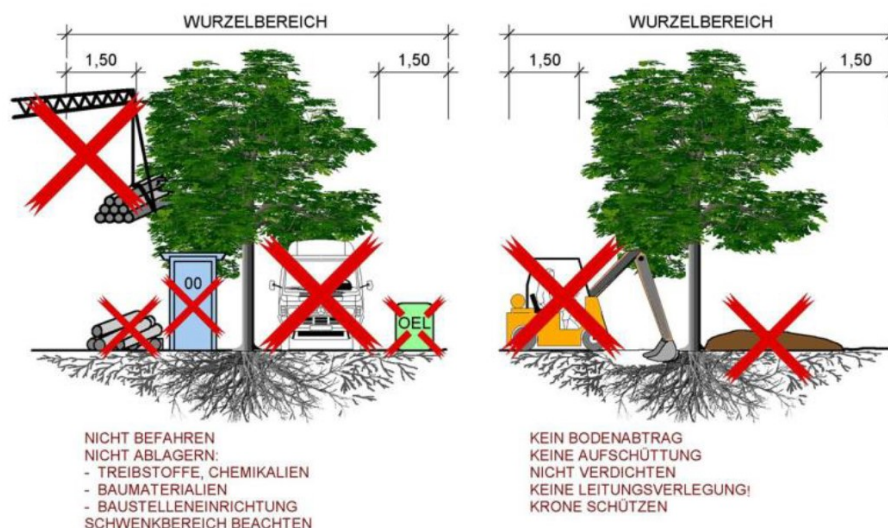 WURZELBEREICH
1,50
1,50
00
OEL
NICHT BEFAHREN
NICHT ABLAGERN:
- TREIBSTOFFE, CHEMIKALIEN
- BAUMATERIALIEN
- BAUSTELLENEINRICHTUNG
SCHWENKBEREICH BEACHTEN
WURZELBEREICH
1,50
1,50
KEIN BODENABTRAG
KEINE AUFSCHÜTTUNG
NICHT VERDICHTEN
KEINE LEITUNGSVERLEGUNG!
KRONE SCHÜTZEN